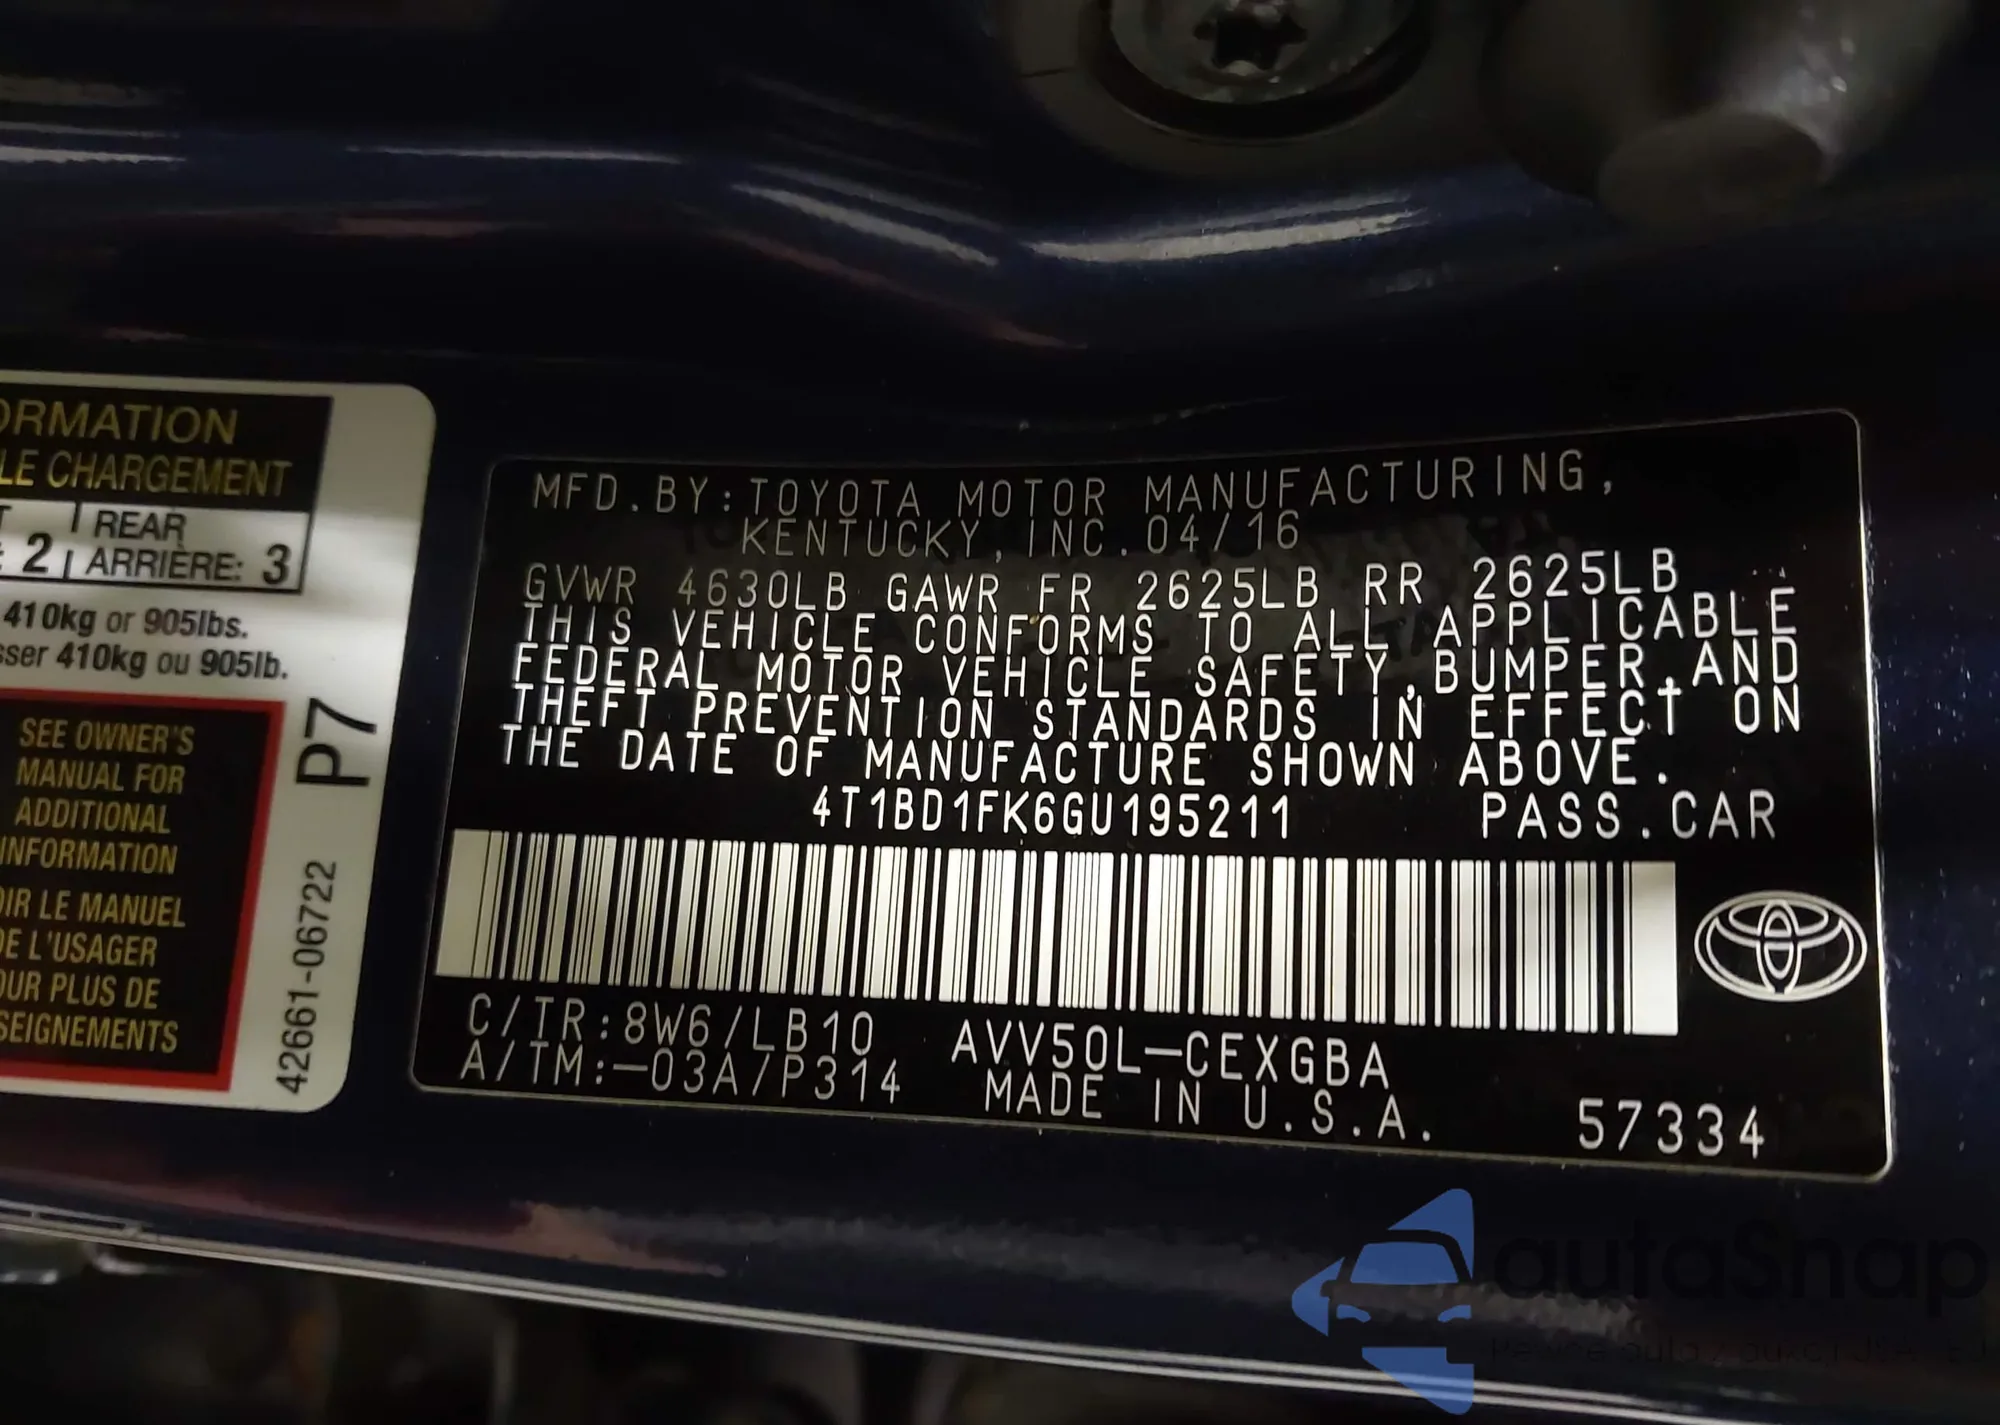 ORMATION
LE CHARGEMENT
REAR
2 ARRIÈRE: 3
410kg or 905lbs.
sser 410kg ou 905lb.
SEE OWNER'S
MANUAL FOR
ADDITIONAL
INFORMATION
OIR LE MANUEL
DE L'USAGER
OUR PLUS DE
SEIGNEMENTS
P7
42661-06722
MFD.BY:TOYOTA MOTOR MANUFACTURING,
KENTUCKY,INC.04/16
GVWR 4630LB GAWR FR 2625LB RR 2625LB
THIS VEHICLE CONFORMS TO ALL APPLICABLE
FEDERAL MOTOR VEHICLE SAFETY,BUMPER,AND
THEFT PREVENTION STANDARDS IN EFFECT ON
THE DATE OF MANUFACTURE SHOWN ABOVE.
4T1BD1FK6GU195211 PASS.CAR
C/TR:8W6/LB10 AVV50L-CEXGBA
A/TM:-03A/P314 MADE IN U.S.A. 57334
autoSnap